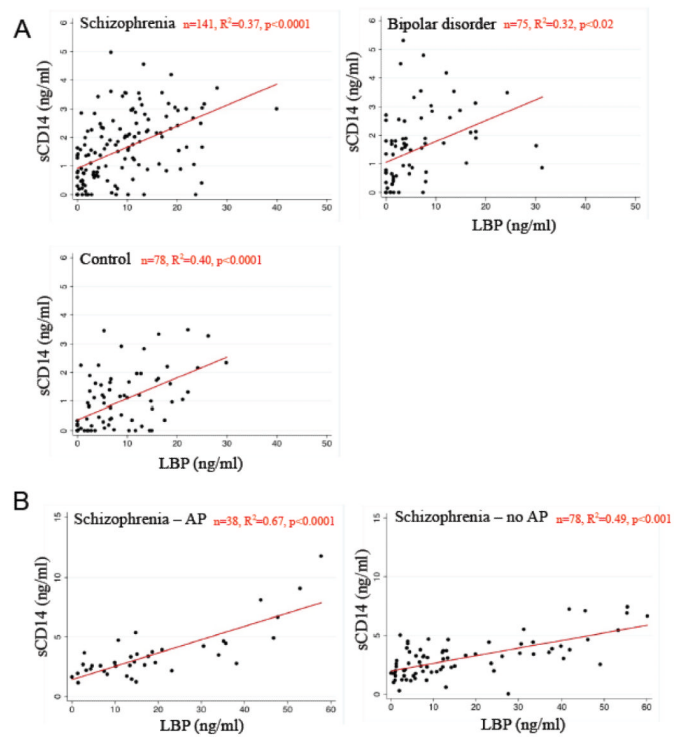 A
Schizophrenia n=141, R²=0.37, p<0.0001
sCD14 (ng/ml)
0 1 2 3 4 5 6
0 10 20 30 40 50
Bipolar disorder n=75, R²=0.32, p<0.02
sCD14 (ng/ml)
0 1 2 3 4 5 6
0 10 20 30 40 50
LBP (ng/ml)
Control n=78, R²=0.40, p<0.0001
sCD14 (ng/ml)
0 1 2 3 4 5 6
0 10 20 30 40 50
LBP (ng/ml)
B
Schizophrenia – AP n=38, R²=0.67, p<0.0001
sCD14 (ng/ml)
0 5 10 15
0 10 20 30 40 50 60
LBP (ng/ml)
Schizophrenia – no AP n=78, R²=0.49, p<0.001
sCD14 (ng/ml)
0 5 10 15
0 10 20 30 40 50 60
LBP (ng/ml)